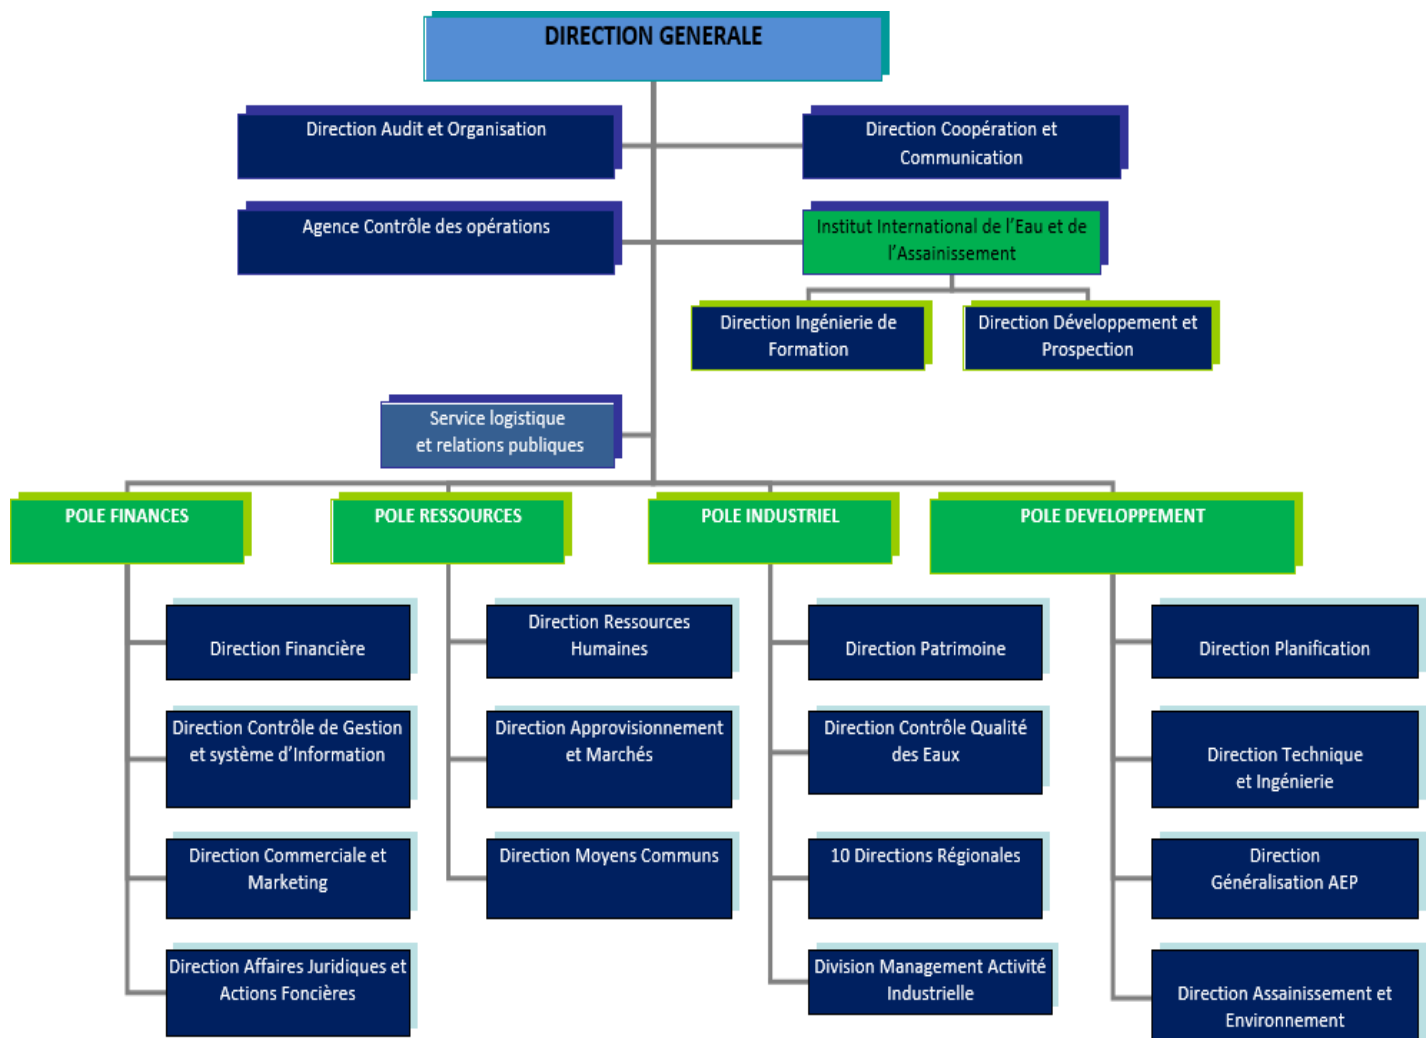 DIRECTION GENERALE
Direction Audit et Organisation
Direction Coopération et
Communication
Agence Contrôle des opérations
Institut International de l'Eau et de
l'Assainissement
Direction Ingénierie de
Formation
Direction Développement et
Prospection
Service logistique
et relations publiques
POLE FINANCES
POLE RESSOURCES
POLE INDUSTRIEL
POLE DEVELOPPEMENT
Direction Financière
Direction Contrôle de Gestion
et système d'Information
Direction Commerciale et
Marketing
Direction Affaires Juridiques et
Actions Foncières
Direction Ressources
Humaines
Direction Approvisionnement
et Marchés
Direction Moyens Communs
Direction Patrimoine
Direction Contrôle Qualité
des Eaux
10 Directions Régionales
Division Management Activité
Industrielle
Direction Planification
Direction Technique
et Ingénierie
Direction
Généralisation AEP
Direction Assainissement et
Environnement